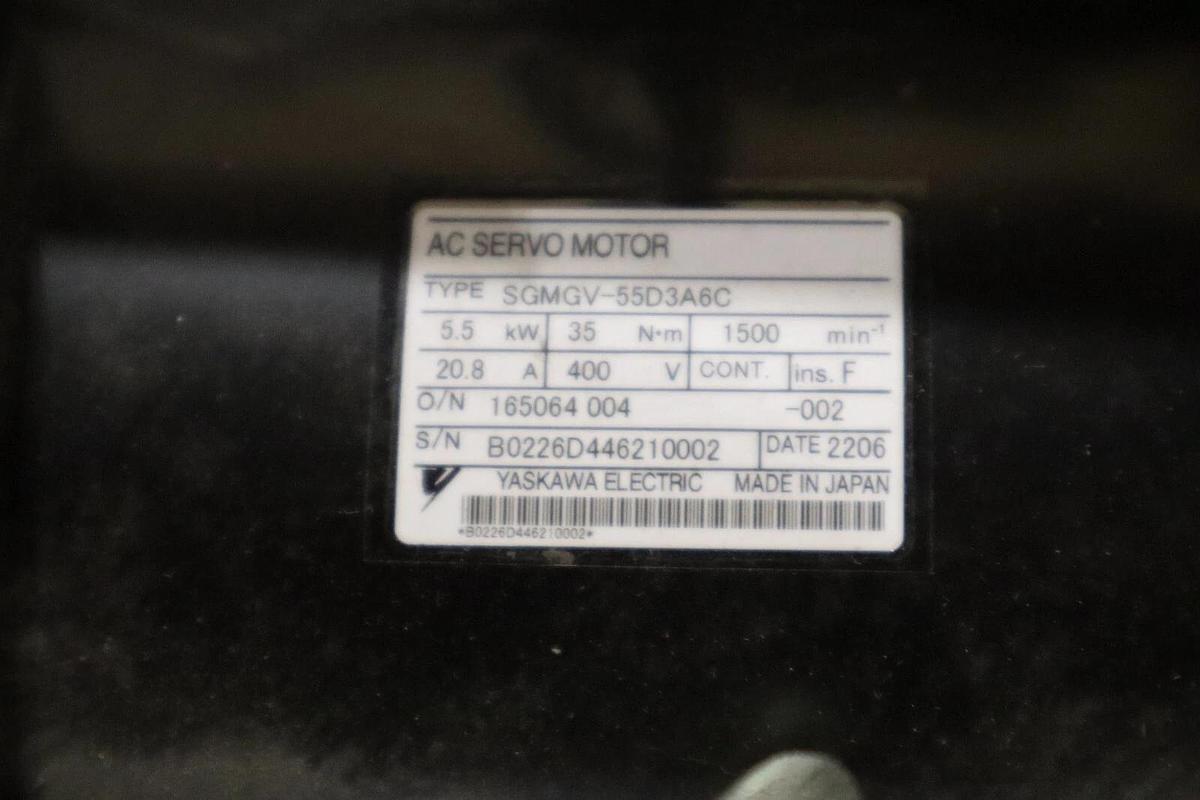 AC SERVO MOTOR
TYPE SGMGV-55D3A6C
5.5 kW 35 N·m 1500 min⁻¹
20.8 A 400 V CONT. ins. F
O/N 165064 004 -002
S/N B0226D446210002 DATE 2206
YASKAWA ELECTRIC MADE IN JAPAN
*B0226D446210002*